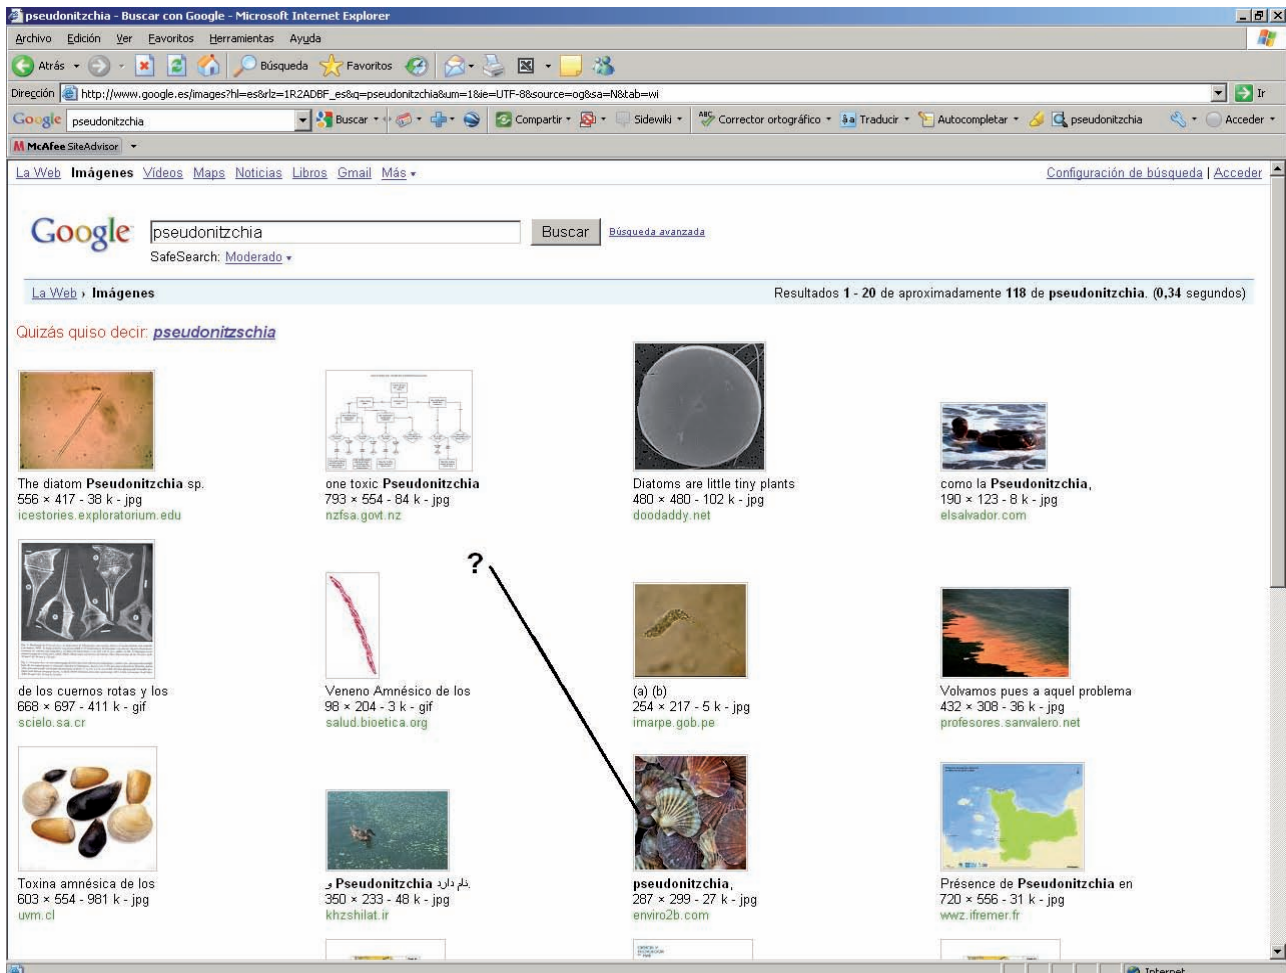 pseudonitzchia - Buscar con Google - Microsoft Internet Explorer
Archivo Edición Ver Favoritos Herramientas Ayuda
Atrás Búsqueda Favoritos
Dirección http://www.google.es/images?hl=es&rlz=1R2ADBF_es&q=pseudonitzchia&um=1&ie=UTF-8&source=og&sa=N&tab=wi Ir
Google pseudonitzchia Buscar Compartir Sidewiki Corrector ortográfico Traducir Autocompletar pseudonitzchia Acceder
McAfee SiteAdvisor
La Web Imágenes Vídeos Maps Noticias Libros Gmail Más Configuración de búsqueda | Acceder
Google pseudonitzchia Buscar Búsqueda avanzada
SafeSearch: Moderado
La Web › Imágenes Resultados 1 - 20 de aproximadamente 118 de pseudonitzchia. (0,34 segundos)
Quizás quiso decir: pseudonitzschia
The diatom Pseudonitzchia sp.
556 × 417 - 38 k - jpg
icestories.exploratorium.edu
one toxic Pseudonitzchia
793 × 554 - 84 k - jpg
nzfsa.govt.nz
Diatoms are little tiny plants
480 × 480 - 102 k - jpg
doodaddy.net
como la Pseudonitzchia,
190 × 123 - 8 k - jpg
elsalvador.com
?
de los cuernos rotas y los
668 × 697 - 411 k - gif
scielo.sa.cr
Veneno Amnésico de los
98 × 204 - 3 k - gif
salud.bioetica.org
(a) (b)
254 × 217 - 5 k - jpg
imarpe.gob.pe
Volvamos pues a aquel problema
432 × 308 - 36 k - jpg
profesores.sanvalero.net
Toxina amnésica de los
603 × 554 - 981 k - jpg
uvm.cl
نام دارد Pseudonitzchia و
350 × 233 - 48 k - jpg
khzshilat.ir
pseudonitzchia,
287 × 299 - 27 k - jpg
enviro2b.com
Présence de Pseudonitzchia en
720 × 556 - 31 k - jpg
wwz.ifremer.fr
Internet